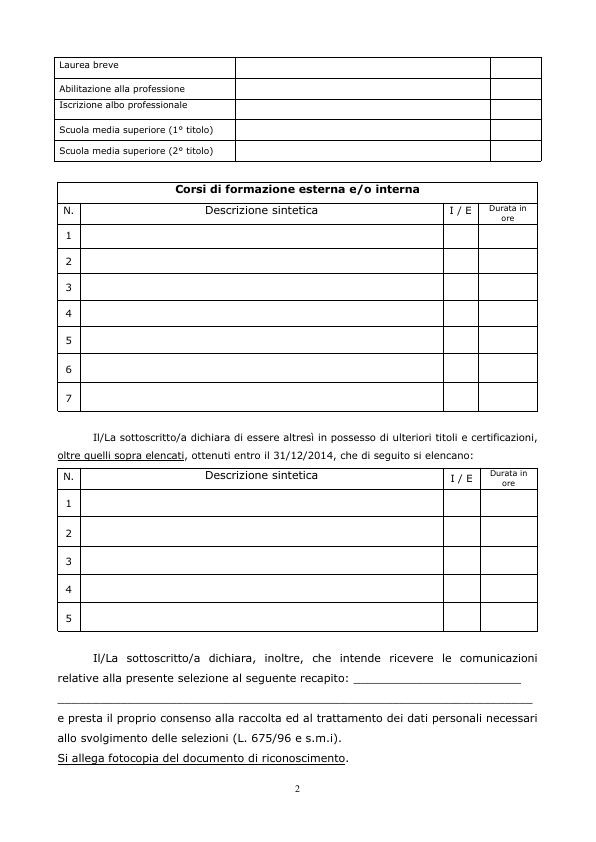 Laurea breve
Abilitazione alla professione
Iscrizione albo professionale
Scuola media superiore (1° titolo)
Scuola media superiore (2° titolo)
Corsi di formazione esterna e/o interna
N. Descrizione sintetica I / E Durata in ore
1
2
3
4
5
6
7
Il/La sottoscritto/a dichiara di essere altresì in possesso di ulteriori titoli e certificazioni,
oltre quelli sopra elencati, ottenuti entro il 31/12/2014, che di seguito si elencano:
N. Descrizione sintetica I / E Durata in ore
1
2
3
4
5
Il/La sottoscritto/a dichiara, inoltre, che intende ricevere le comunicazioni
relative alla presente selezione al seguente recapito: _________________________
_______________________________________________________________________
e presta il proprio consenso alla raccolta ed al trattamento dei dati personali necessari
allo svolgimento delle selezioni (L. 675/96 e s.m.i).
Si allega fotocopia del documento di riconoscimento.
2